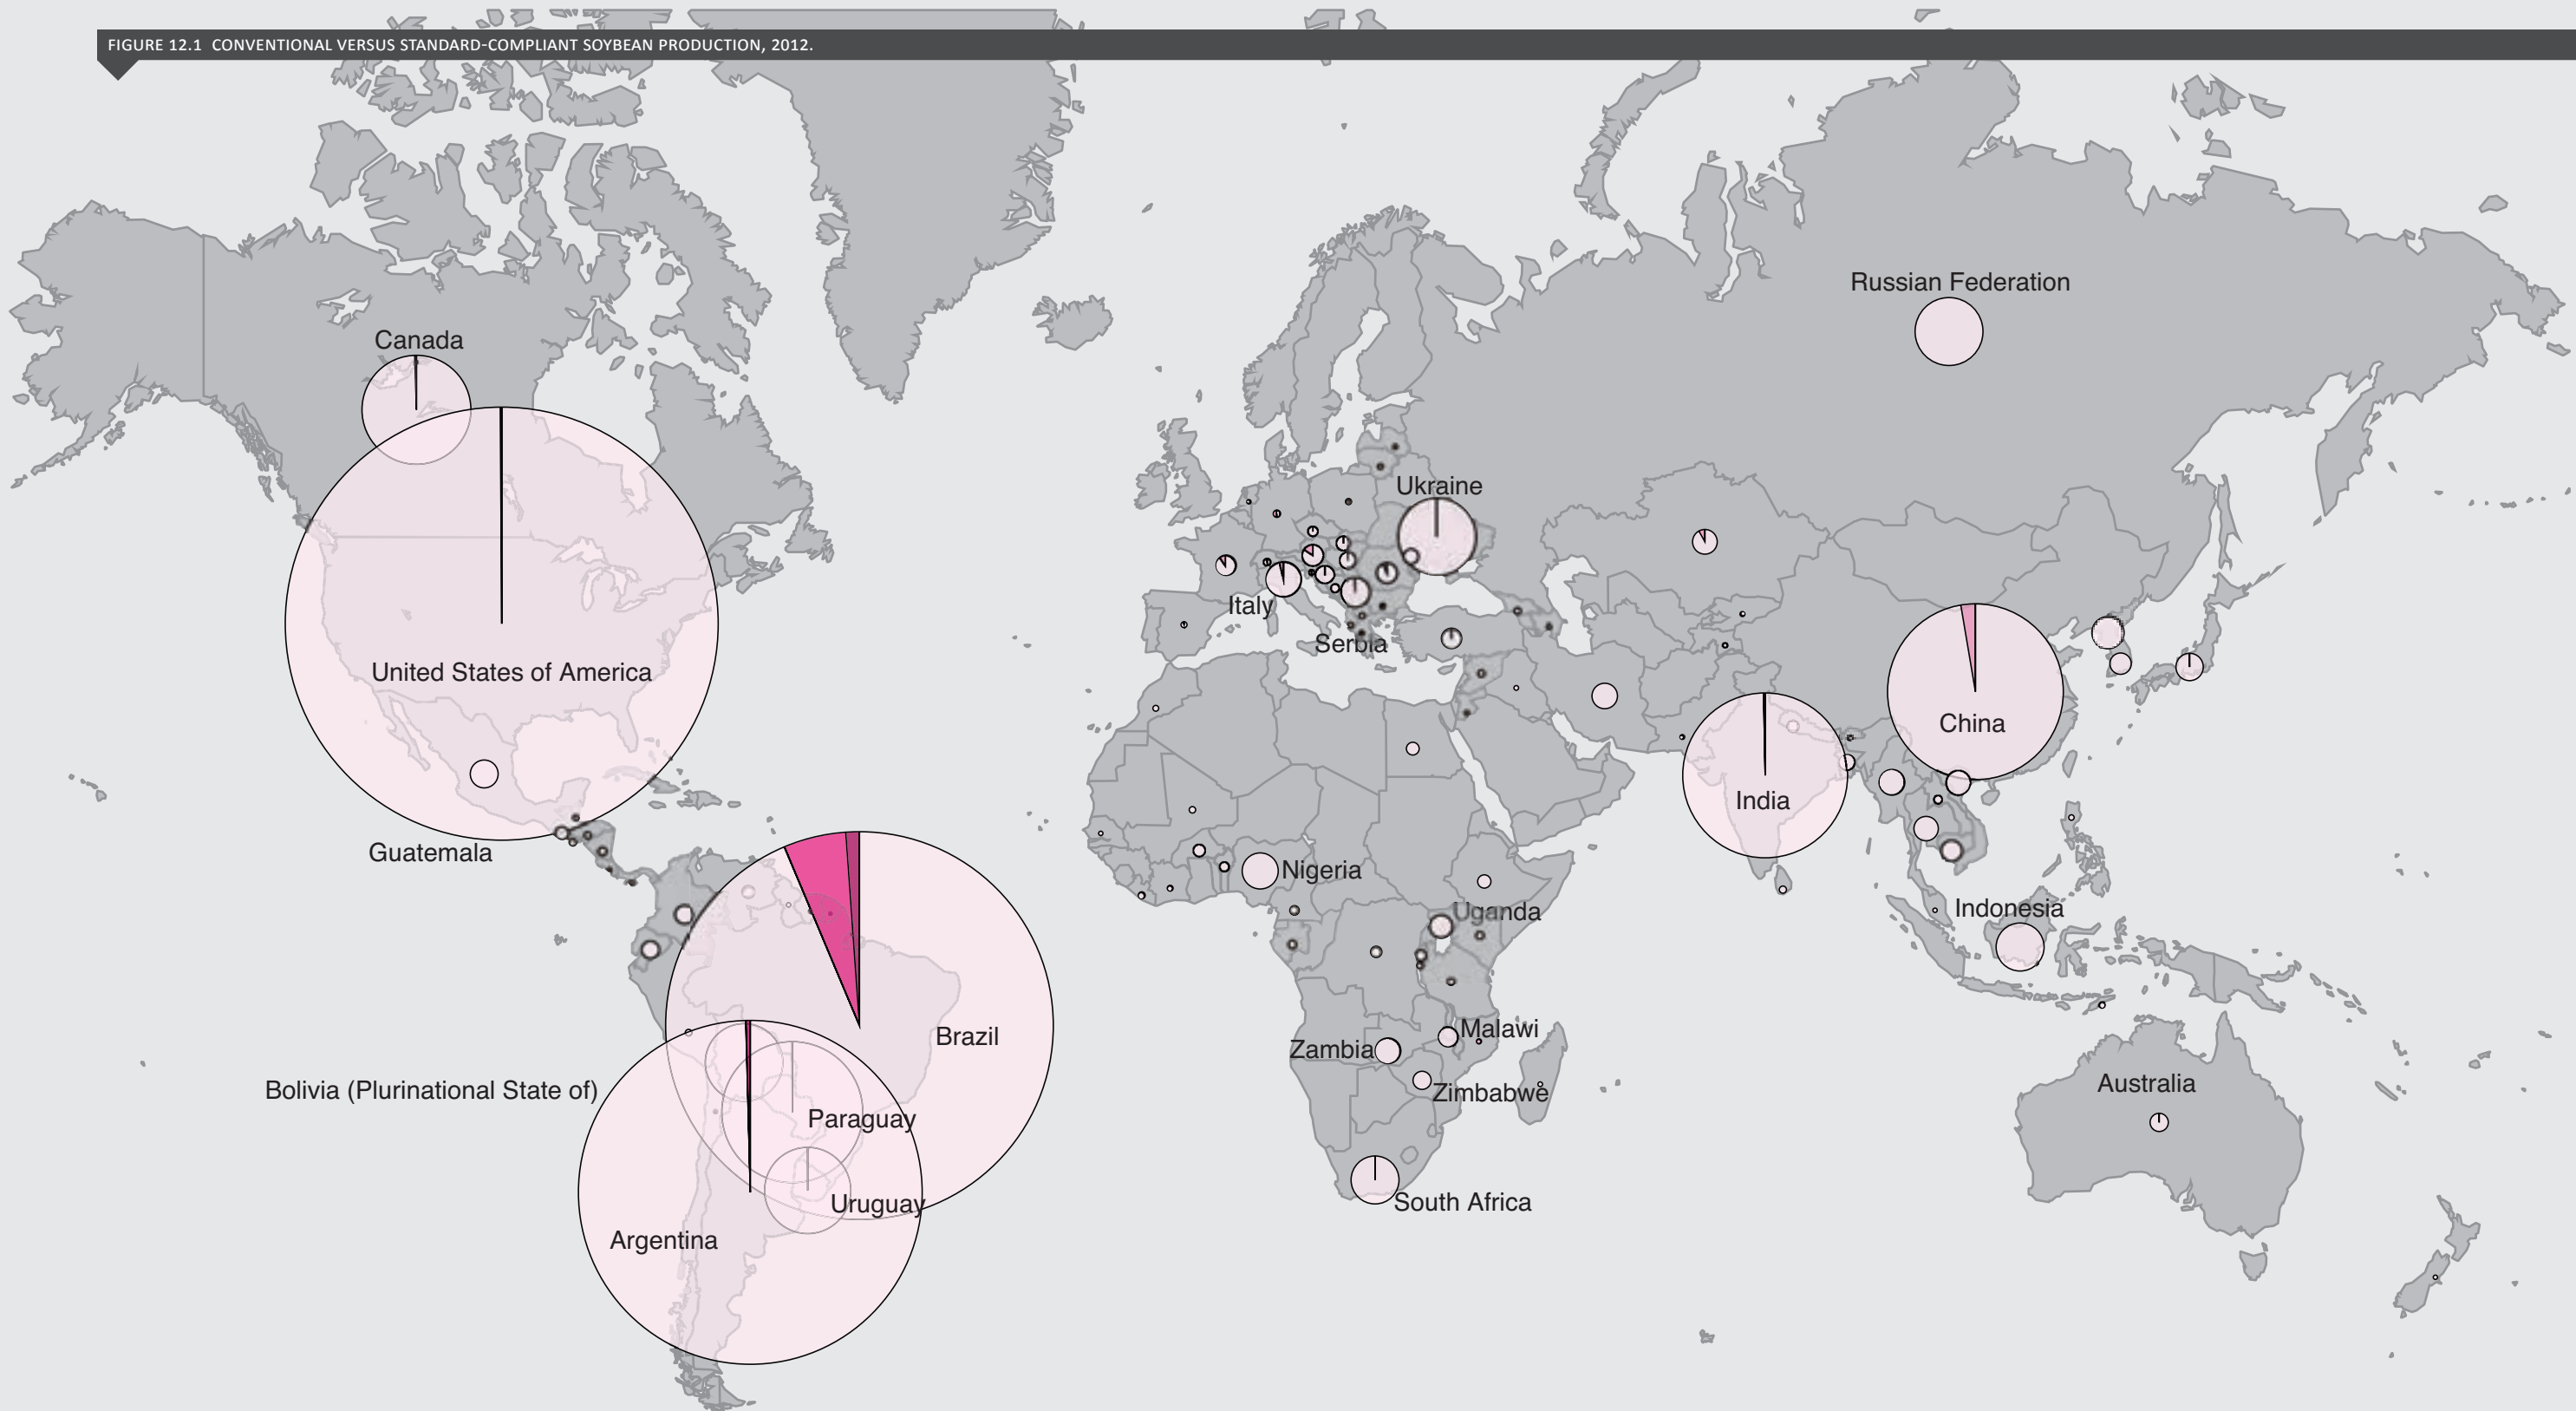 FIGURE 12.1 CONVENTIONAL VERSUS STANDARD-COMPLIANT SOYBEAN PRODUCTION, 2012.
Russian Federation
Canada
Ukraine
Italy
Serbia
United States of America
China
India
Guatemala
Nigeria
Uganda
Indonesia
Brazil
Malawi
Zambia
Bolivia (Plurinational State of)
Zimbabwe
Australia
Paraguay
Uruguay
South Africa
Argentina